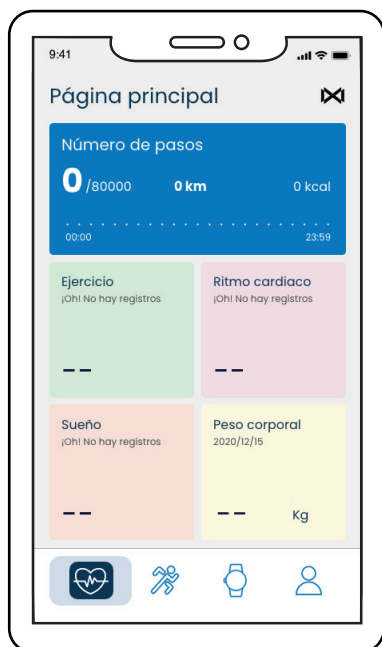 9:41
Página principal
Número de pasos
0 /80000 0 km 0 kcal
00:00 23:59
Ejercicio
¡Oh! No hay registros
--
Ritmo cardiaco
¡Oh! No hay registros
--
Sueño
¡Oh! No hay registros
--
Peso corporal
2020/12/15
-- Kg